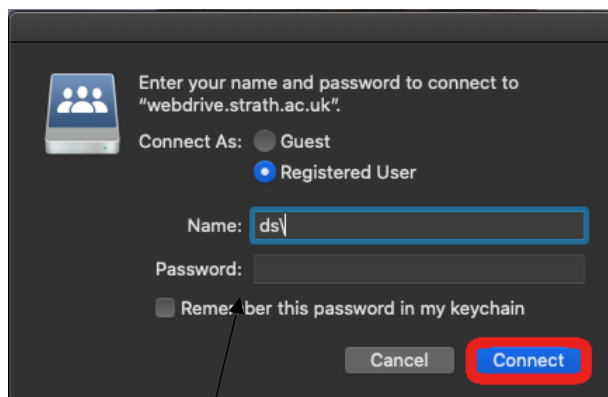 Enter your name and password to connect to
“webdrive.strath.ac.uk”.
Connect As: Guest
Registered User
Name: ds\
Password:
Remember this password in my keychain
Cancel Connect